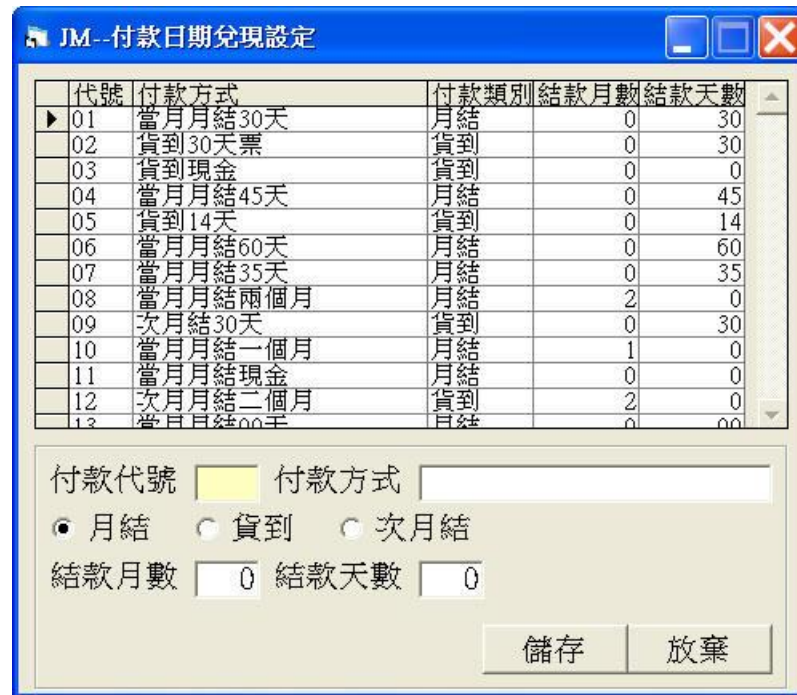 JM--付款日期兌現設定
代號 付款方式 付款類別 結款月數 結款天數
01 當月月結30天 月結 0 30
02 貨到30天票 貨到 0 30
03 貨到現金 貨到 0 0
04 當月月結45天 月結 0 45
05 貨到14天 貨到 0 14
06 當月月結60天 月結 0 60
07 當月月結35天 月結 0 35
08 當月月結兩個月 月結 2 0
09 次月結30天 貨到 0 30
10 當月月結一個月 月結 1 0
11 當月月結現金 月結 0 0
12 次月月結二個月 貨到 2 0
付款代號 付款方式
月結 貨到 次月結
結款月數 0 結款天數 0
儲存 放棄